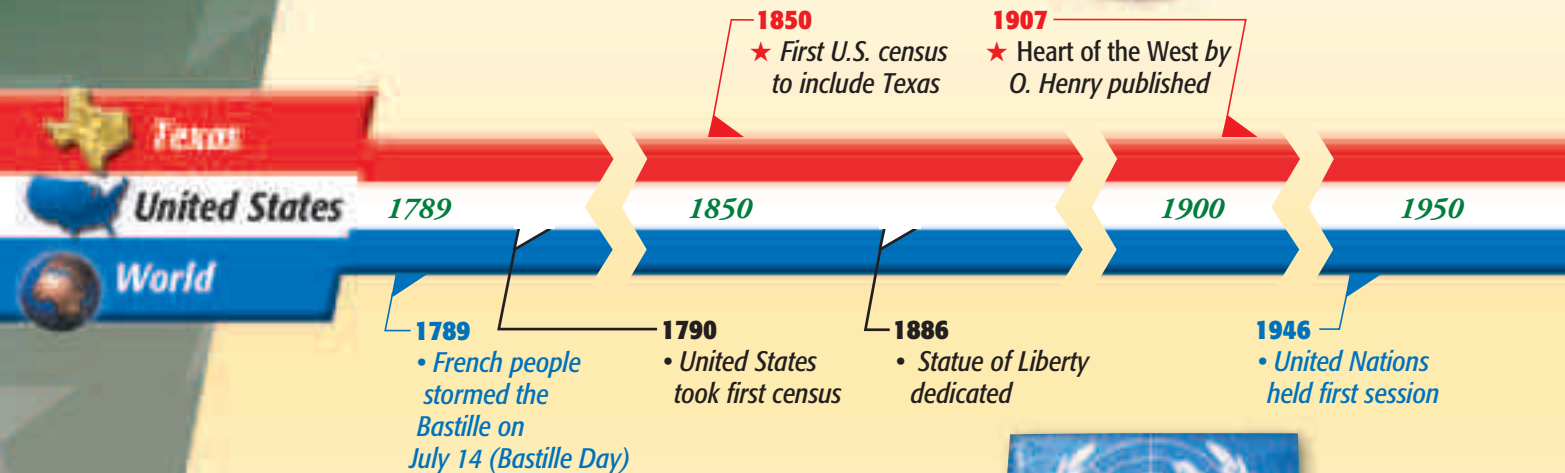 1850
★ First U.S. census
to include Texas
1907
★ Heart of the West by
O. Henry published
Texas
United States
1789
1850
1900
1950
World
1789
• French people
stormed the
Bastille on
July 14 (Bastille Day)
1790
• United States
took first census
1886
• Statue of Liberty
dedicated
1946
• United Nations
held first session